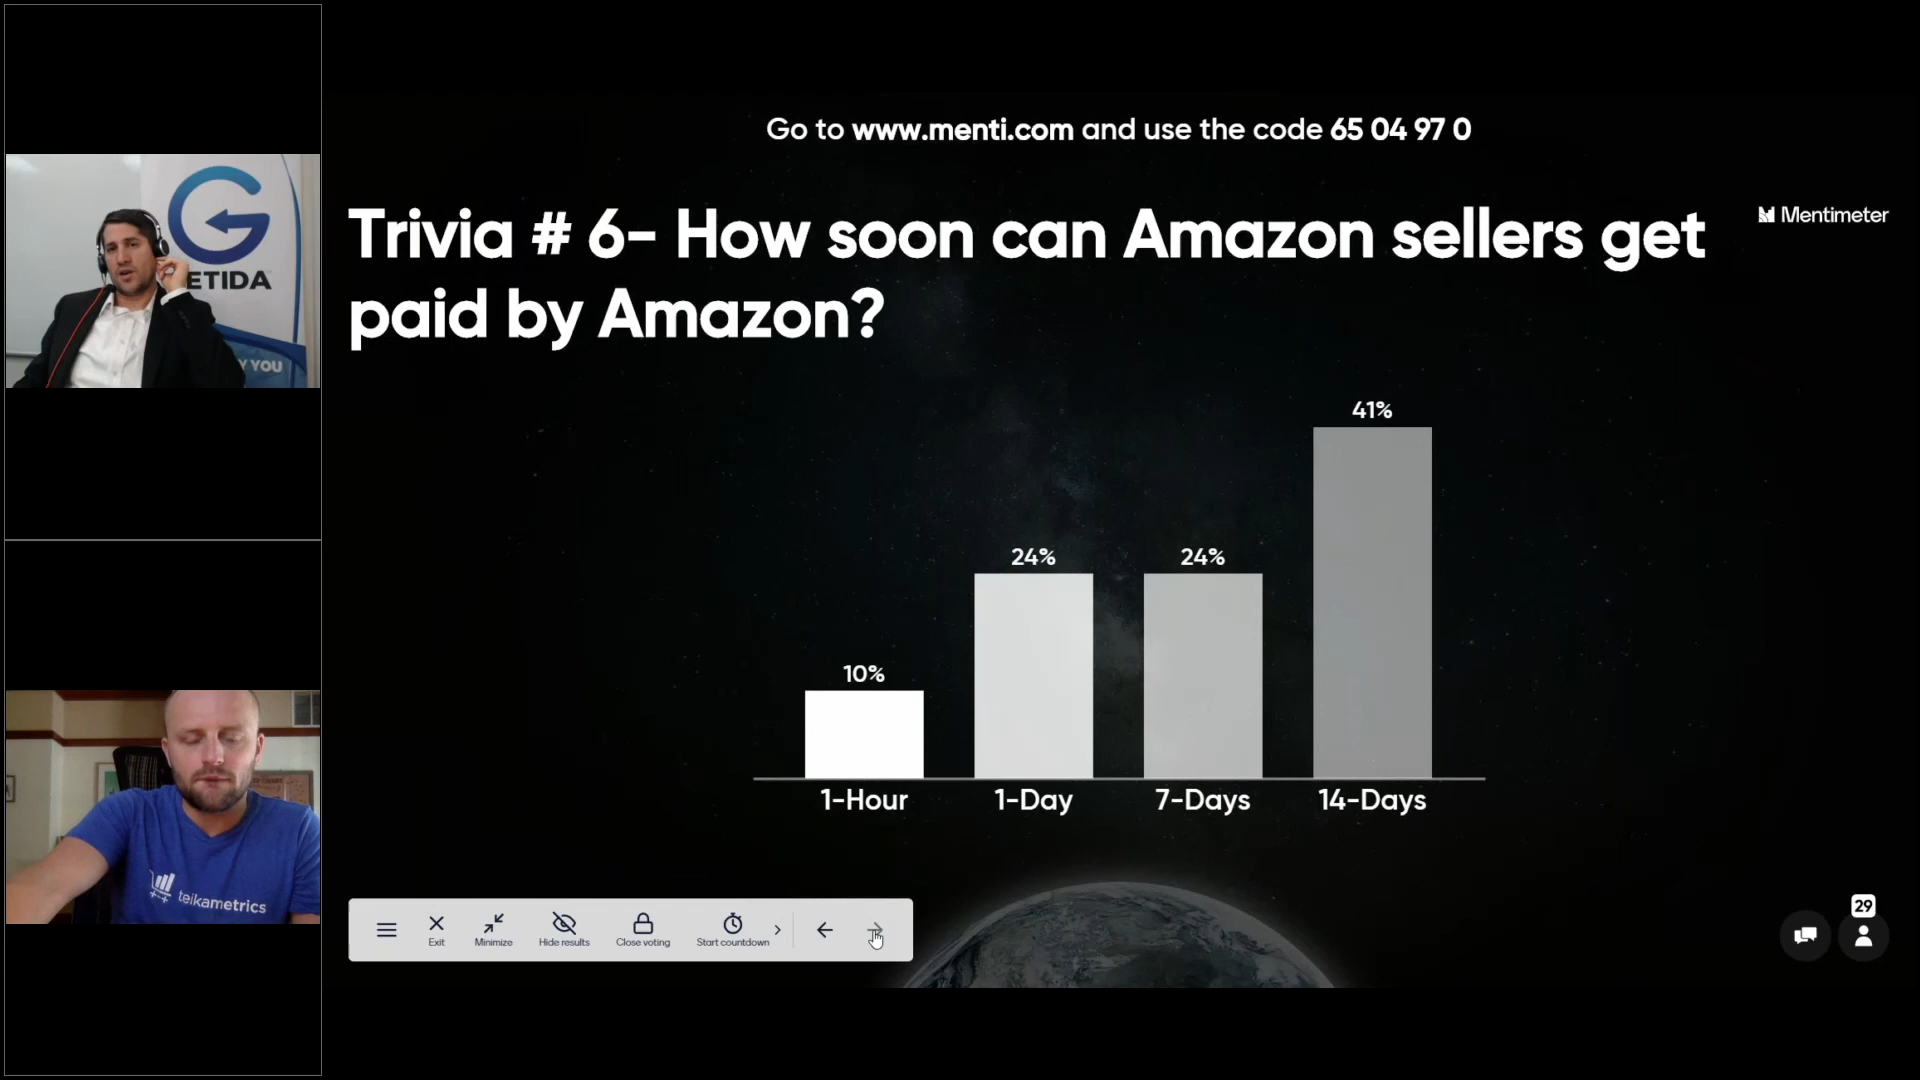 Go to www.menti.com and use the code 65 04 97 0
Mentimeter
Trivia # 6- How soon can Amazon sellers get
paid by Amazon?
41%
24%
24%
10%
1-Hour
1-Day
7-Days
14-Days
Exit
Minimize
Hide results
Close voting
Start countdown
29
G
ETIDA
Y YOU
teikametrics